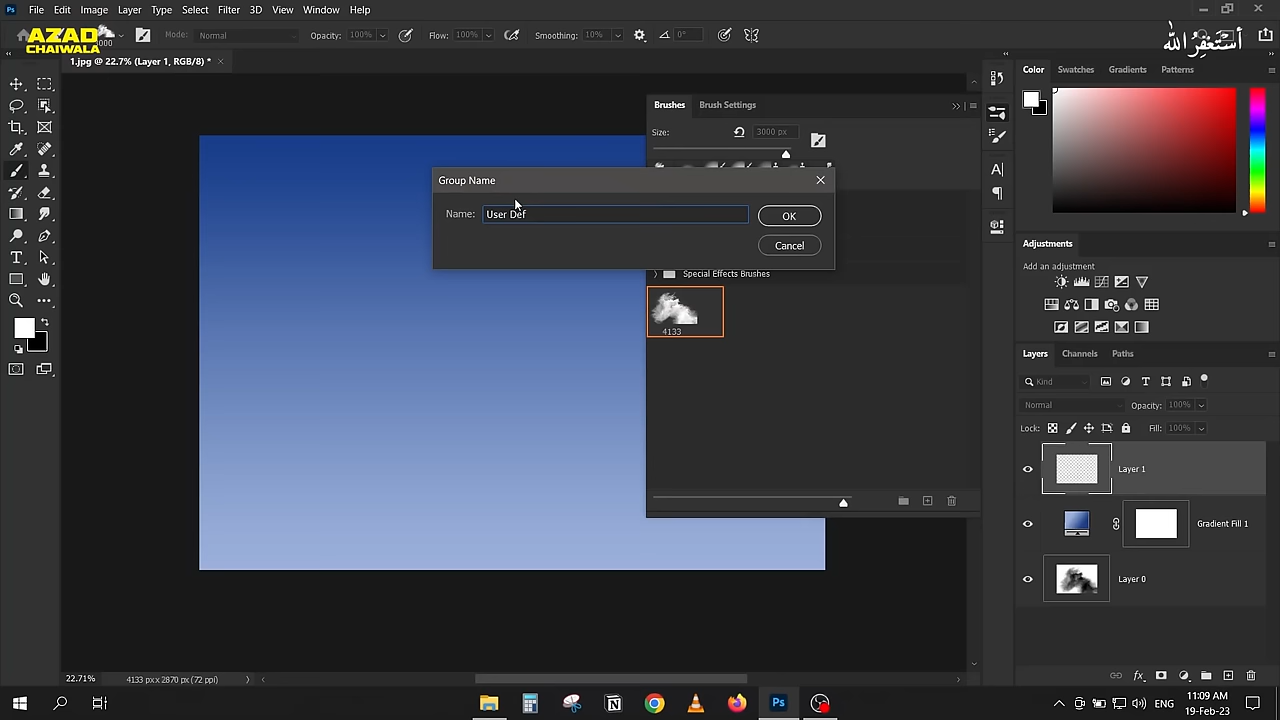 File Edit Image Layer Type Select Filter 3D View Window Help
AZAD
CHAIWALA
Mode: Normal Opacity: 100% Flow: 100% Smoothing: 10% 0°
أستغفر الله
1.jpg @ 22.7% (Layer 1, RGB/8) *
Color Swatches Gradients Patterns
Brushes Brush Settings
Size: 3000 px
Group Name
Name: User Def OK
Cancel
Special Effects Brushes
4133
Adjustments
Add an adjustment
Layers Channels Paths
Kind
Normal Opacity: 100%
Lock: Fill: 100%
Layer 1
Gradient Fill 1
Layer 0
22.71% 4133 px x 2870 px (72 ppi)
ENG 11:09 AM
19-Feb-23